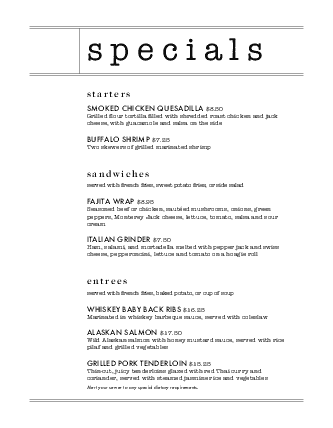 specials
starters
SMOKED CHICKEN QUESADILLA $8.50
Grilled flour tortilla filled with shredded roast chicken and jack
cheese, with guacamole and salsa on the side
BUFFALO SHRIMP $7.25
Two skewers of grilled marinated shrimp
sandwiches
served with french fries, sweet potato fries, or side salad
FAJITA WRAP $8.95
Seasoned beef or chicken, sautéed mushrooms, onions, green
peppers, Monterey Jack cheese, lettuce, tomato, salsa and sour
cream
ITALIAN GRINDER $7.50
Ham, salami, and mortadella melted with pepper jack and swiss
cheese, pepperoncini, lettuce and tomato on a hoagie roll
entrees
served with french fries, baked potato, or cup of soup
WHISKEY BABY BACK RIBS $16.25
Marinated in whiskey barbeque sauce, served with coleslaw
ALASKAN SALMON $17.50
Wild Alaskan salmon with honey mustard sauce, served with rice
pilaf and grilled vegetables
GRILLED PORK TENDERLOIN $15.25
Thin-cut, juicy tenderloins glazed with red Thai curry and
coriander, served with steamed jasmine rice and vegetables
Alert your server to any special dietary requirements.